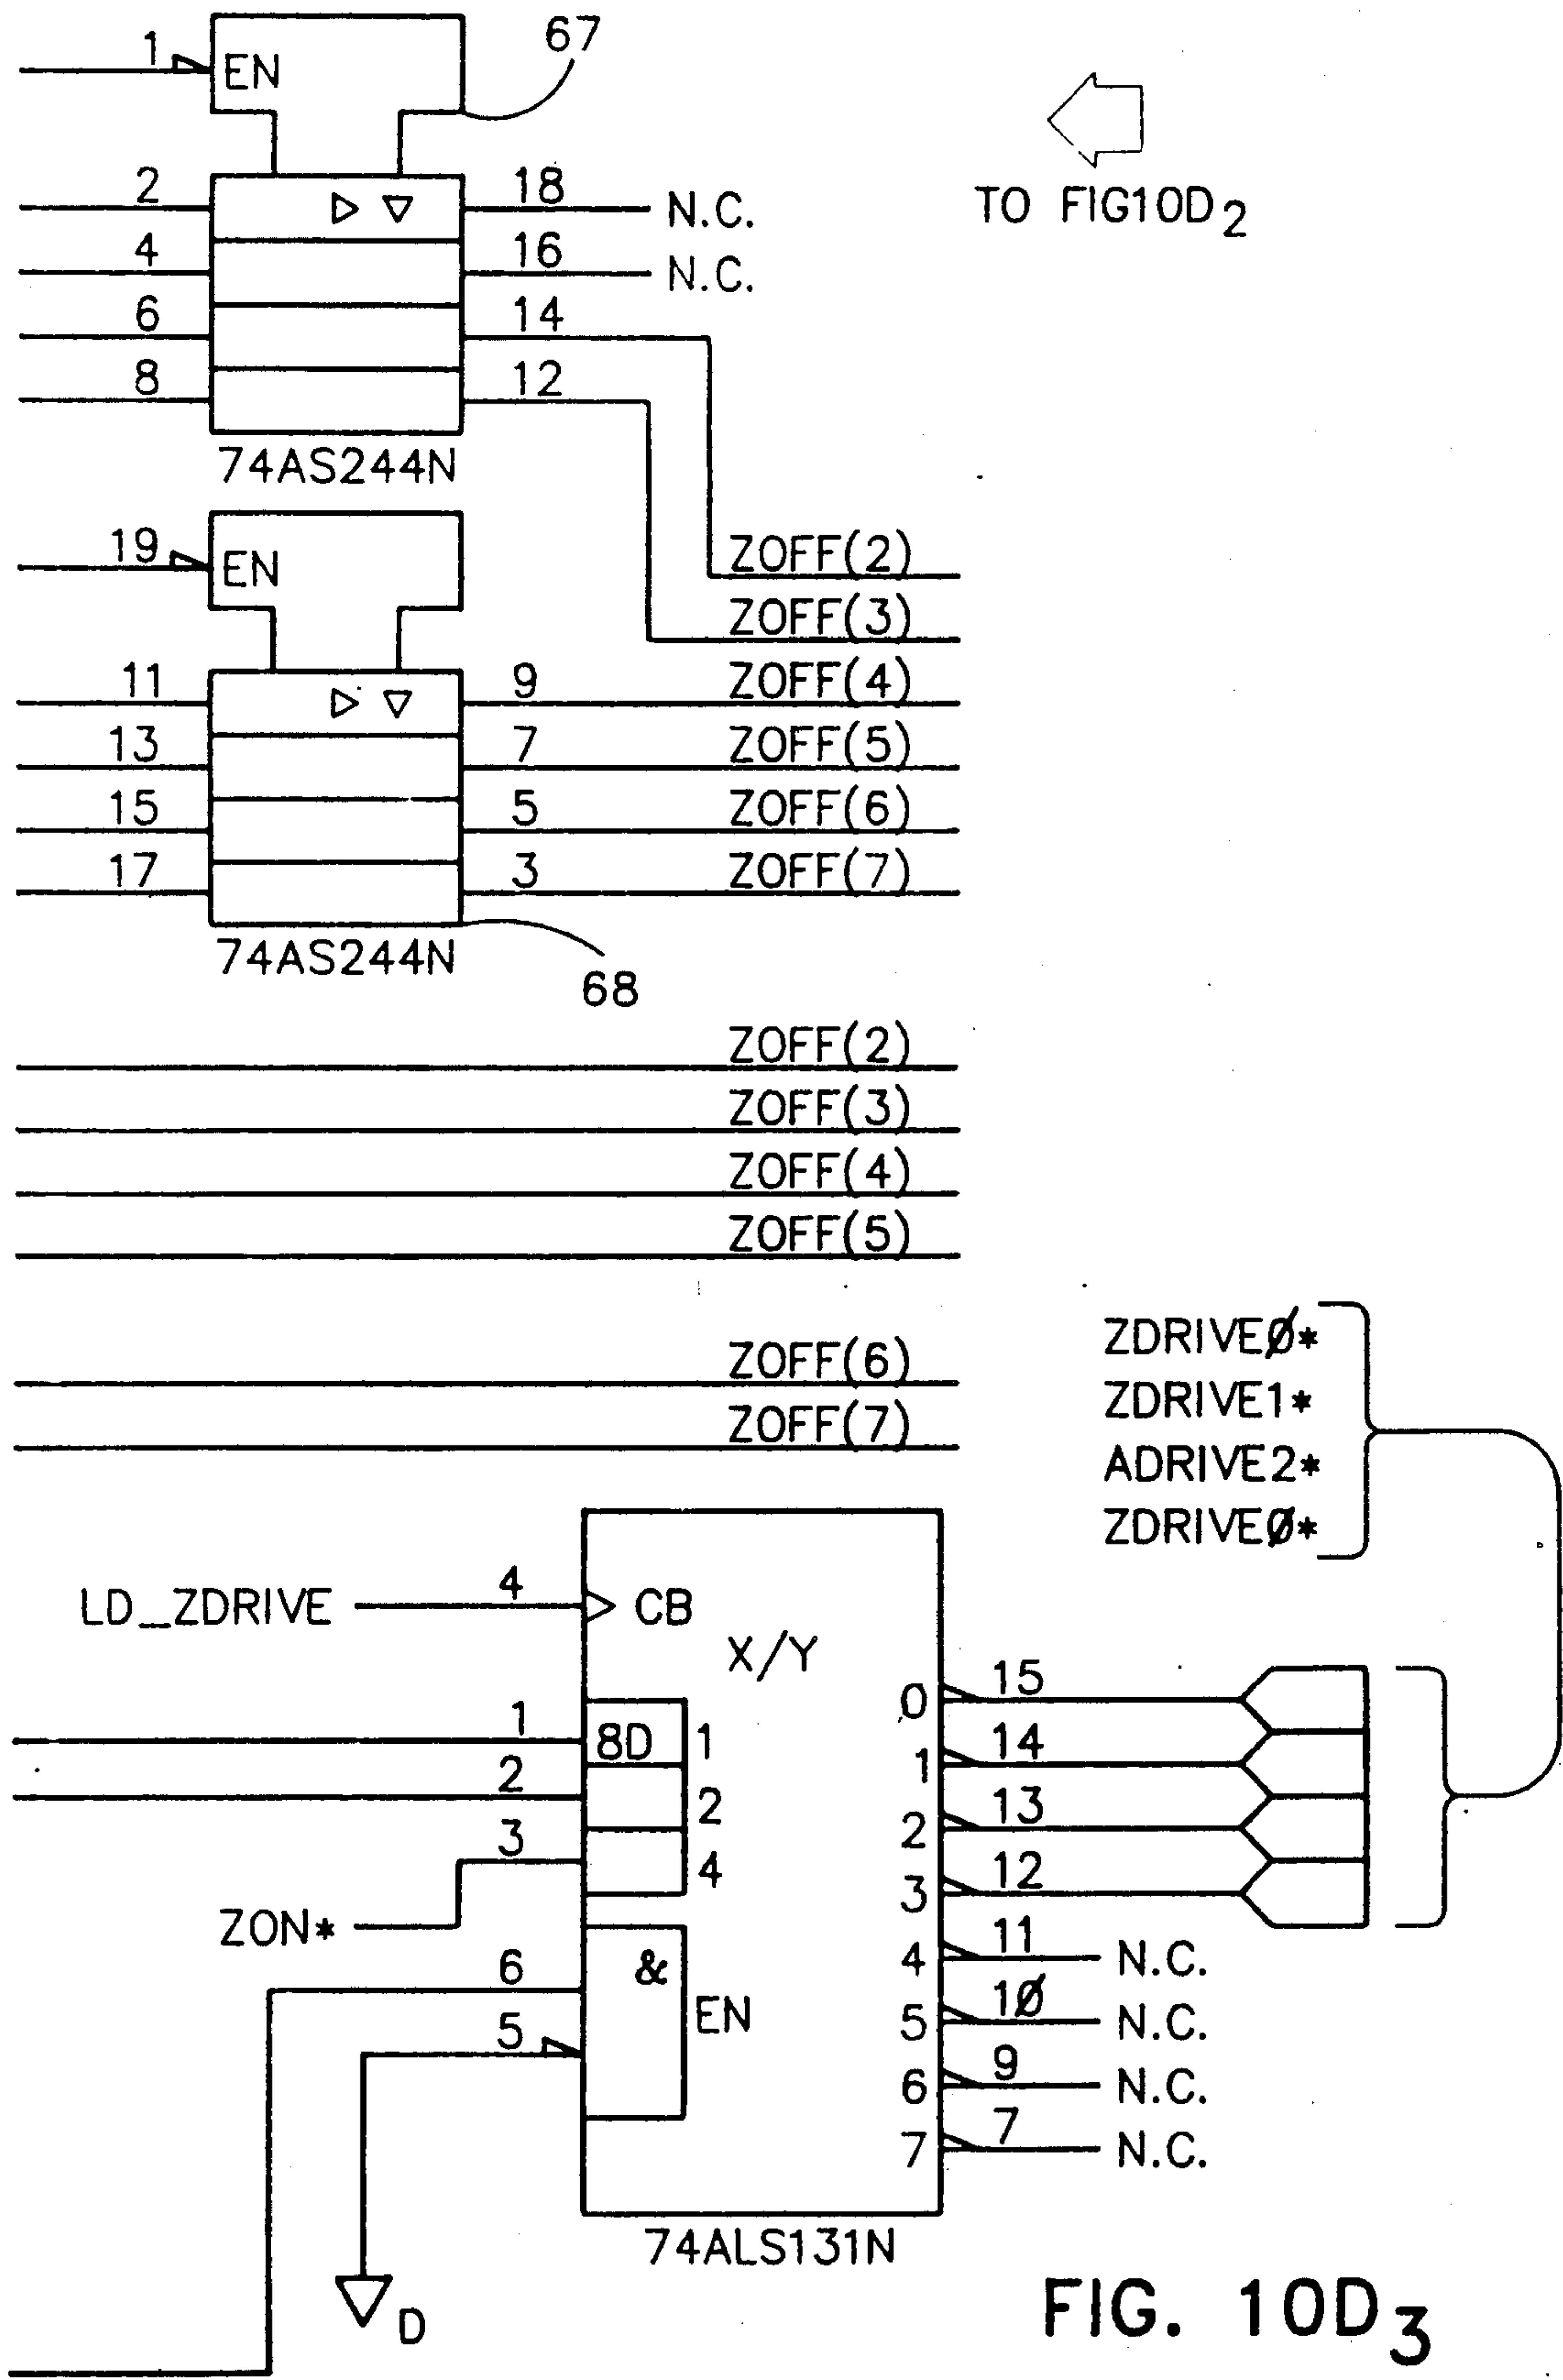 1 EN 67
2 18 N.C.
TO FIG10D2
4 16 N.C.
6 14
8 12
74AS244N
19 EN
ZOFF(2)
ZOFF(3)
11 9 ZOFF(4)
13 7 ZOFF(5)
15 5 ZOFF(6)
17 3 ZOFF(7)
74AS244N
68
ZOFF(2)
ZOFF(3)
ZOFF(4)
ZOFF(5)
ZOFF(6)
ZOFF(7)
ZDRIVEØ*
ZDRIVE1*
ADRIVE2*
ZDRIVEØ*
LD_ZDRIVE 4 CB
X/Y
0 15
1 8D 1
1 14
2 2
2 13
3 4
3 12
ZON*
&
4 11 N.C.
6 EN
5 1Ø N.C.
5
6 9 N.C.
7 7 N.C.
74ALS131N
D
FIG. 10D3